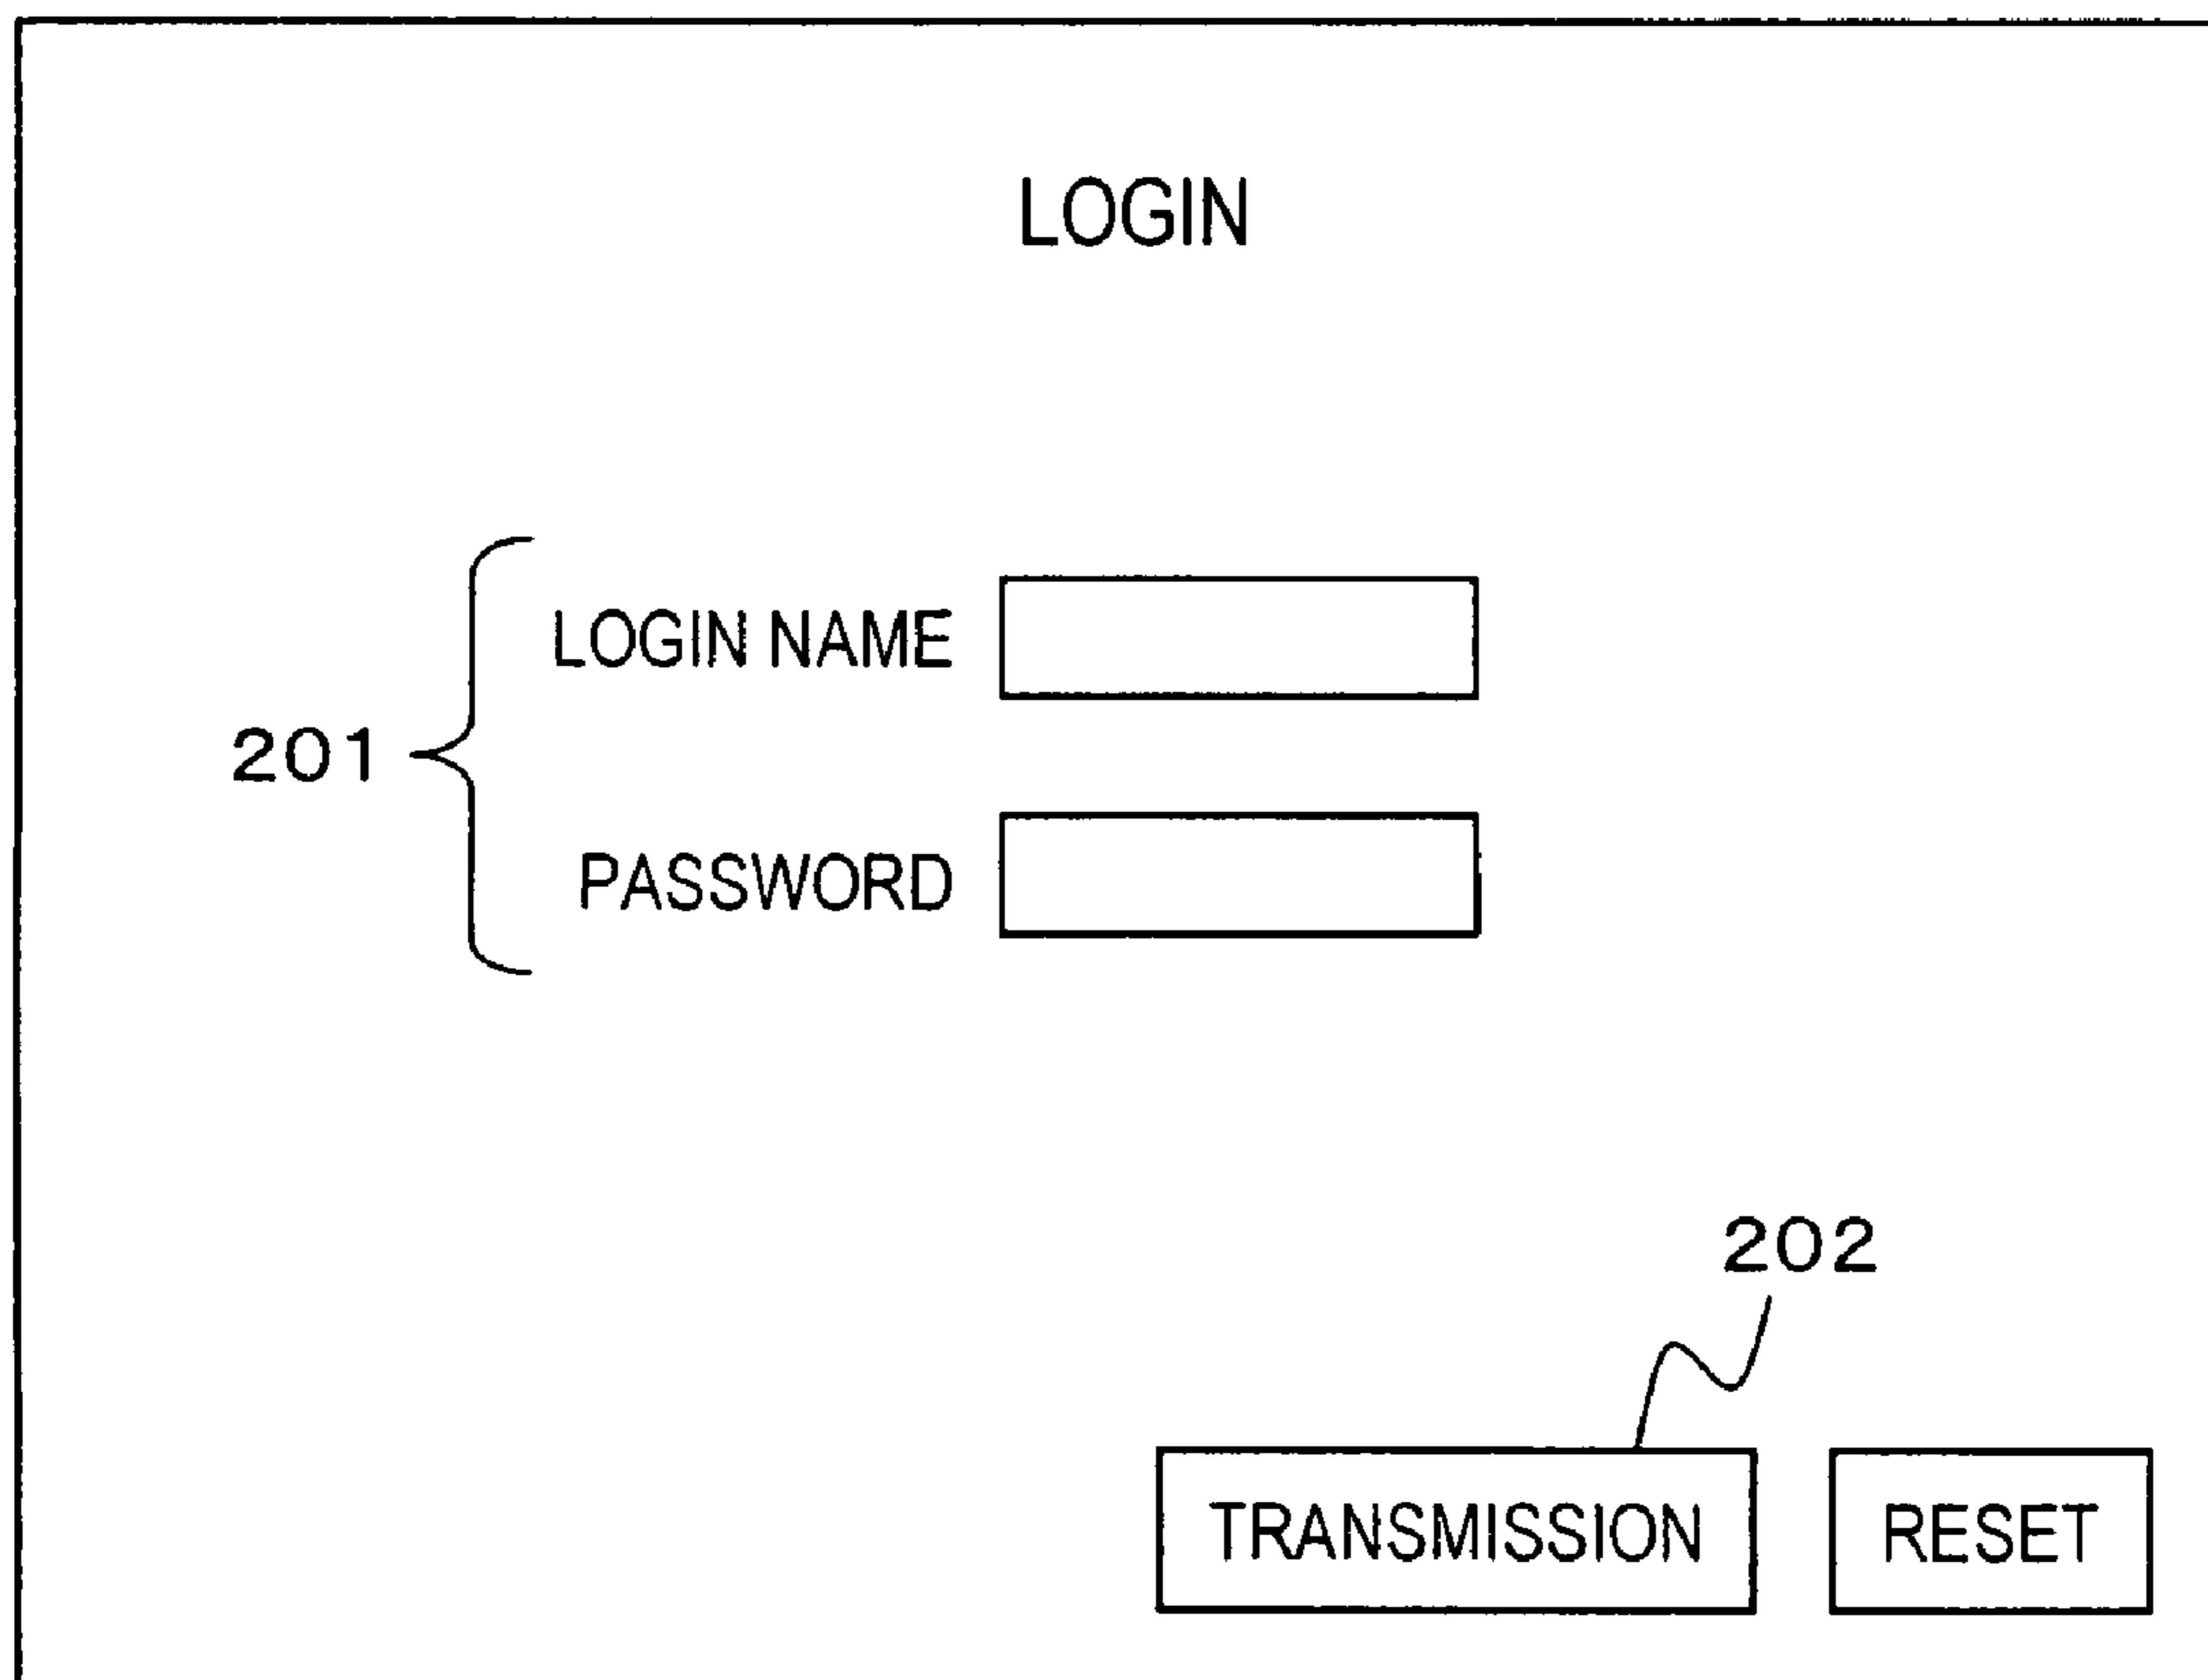 LOGIN
LOGIN NAME
201
PASSWORD
202
TRANSMISSION
RESET